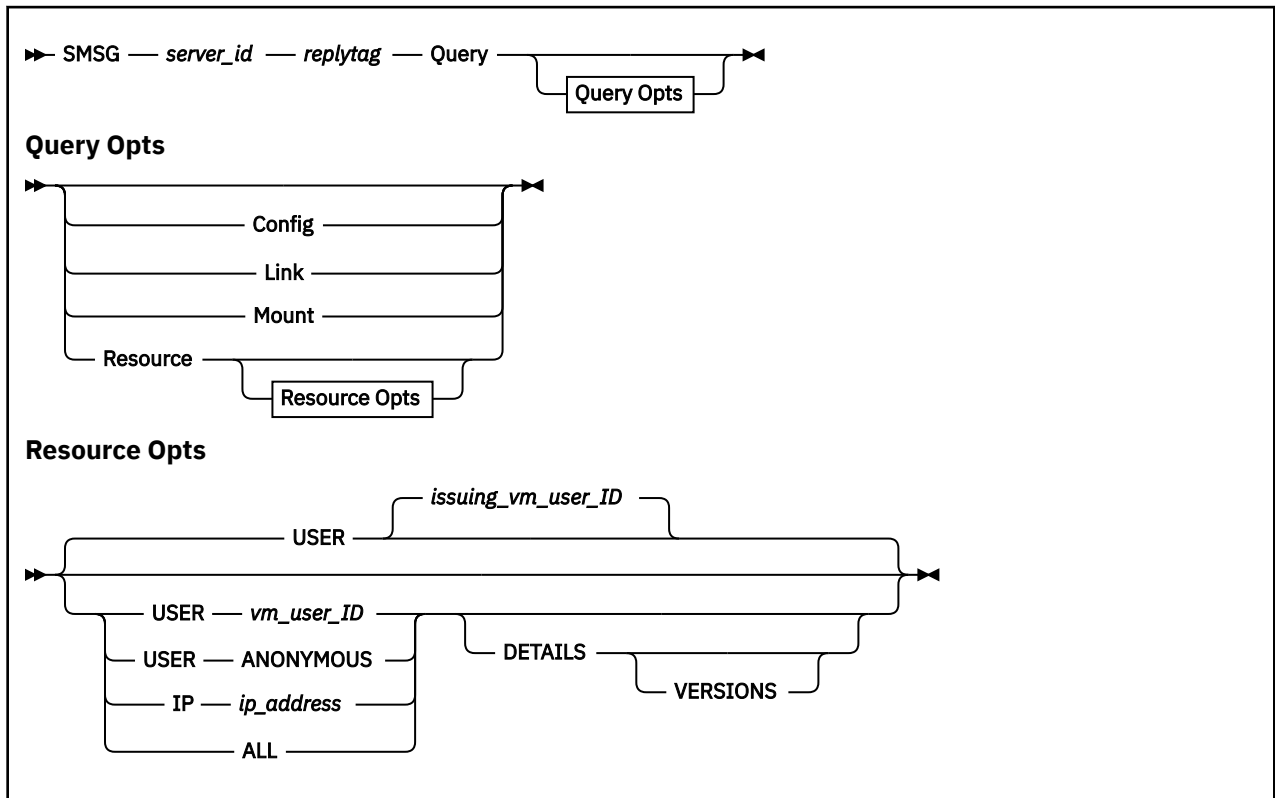 SMSG server_id replytag Query
Query Opts
Query Opts
Config
Link
Mount
Resource
Resource Opts
Resource Opts
issuing_vm_user_ID
USER
USER vm_user_ID
DETAILS
USER ANONYMOUS
VERSIONS
IP ip_address
ALL